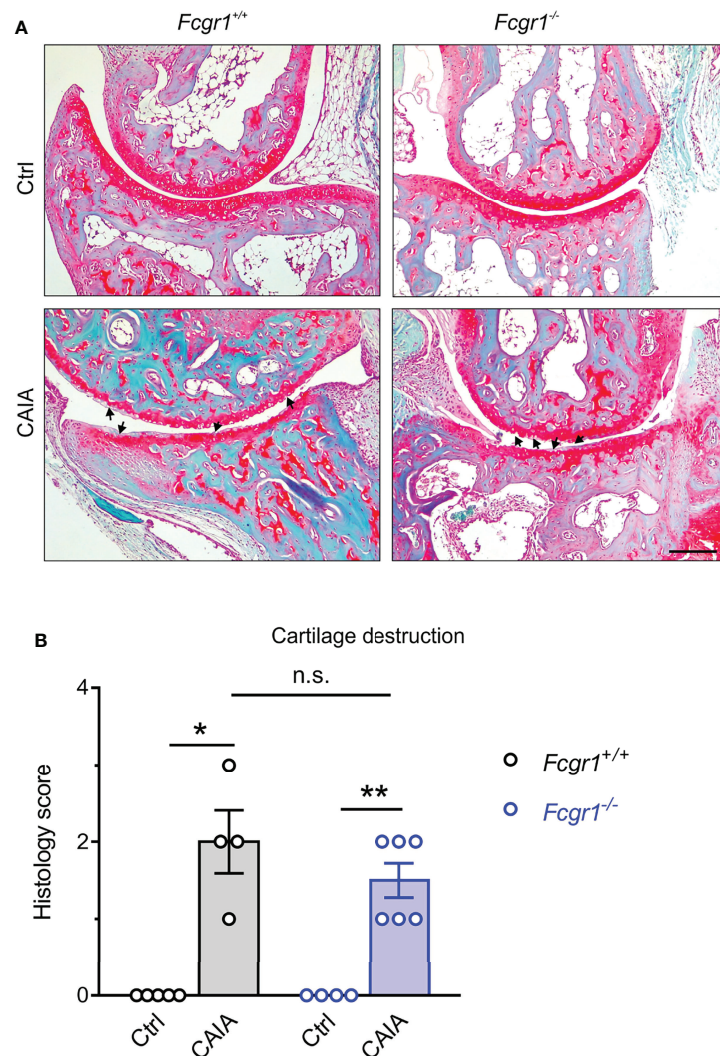 A
Fcgr1+/+
Fcgr1-/-
Ctrl
CAIA
B
Cartilage destruction
n.s.
4
*
**
2
0
Histology score
Ctrl
CAIA
Ctrl
CAIA
Fcgr1+/+
Fcgr1-/-